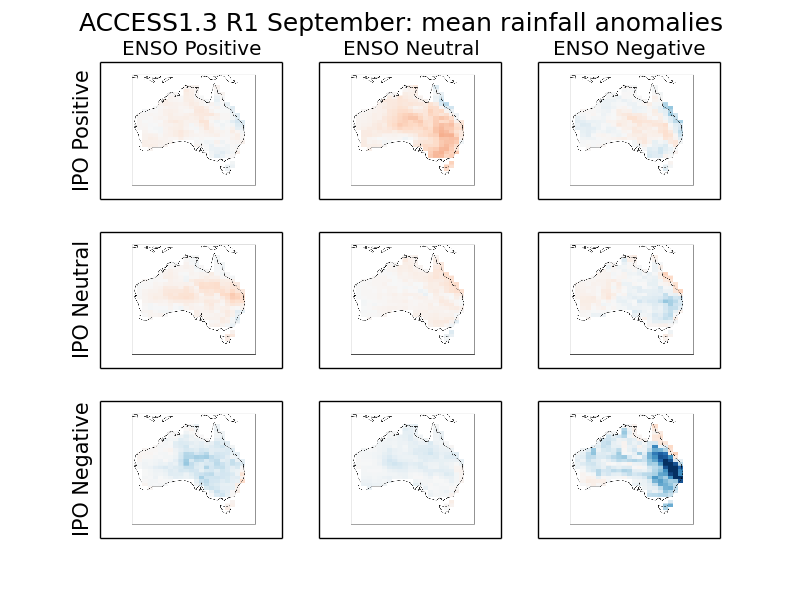 ACCESS1.3 R1 September: mean rainfall anomalies
ENSO Positive
ENSO Neutral
ENSO Negative
IPO Positive
IPO Neutral
IPO Negative